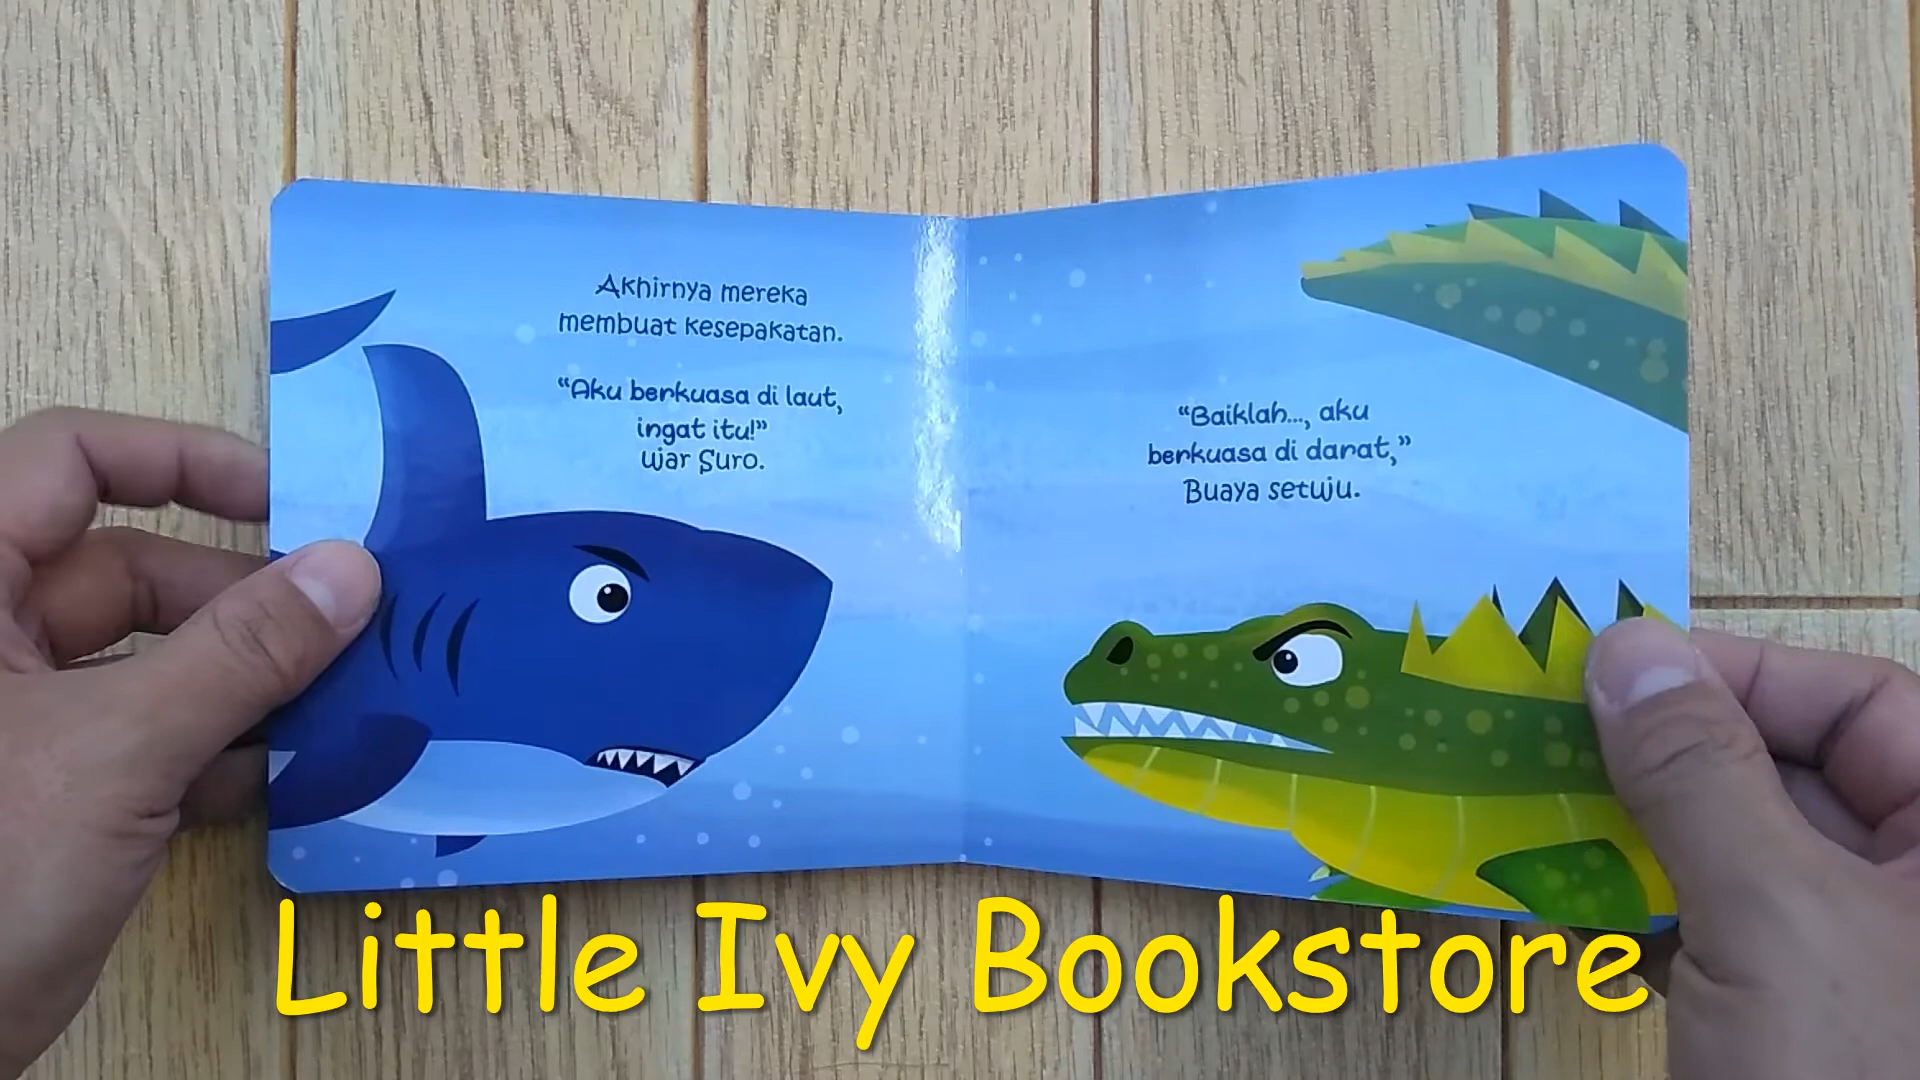 Akhirnya mereka
membuat kesepakatan.
“Aku berkuasa di laut,
ingat itu!”
ujar Suro.
“Baiklah..., aku
berkuasa di darat,”
Buaya setuju.
Little Ivy Bookstore